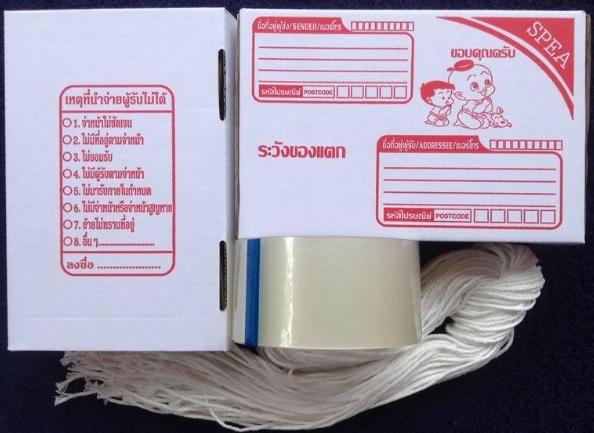 เหตุที่นำจ่ายผู้รับไม่ได้
1. จ่าหน้าไม่ชัดเจน
2. ไม่มีที่อยู่ตามจ่าหน้า
3. ไม่ยอมรับ
4. ไม่มีผู้รับตามจ่าหน้า
5. ไม่มารับภายในกำหนด
6. ไม่มีจ่าหน้าหรือจ่าหน้าสูญหาย
7. ย้ายไม่ทราบที่อยู่
8. อื่น ๆ..........................
ลงชื่อ ....................
ชื่อที่อยู่ผู้ส่ง/SENDER/เบอร์โทร
รหัสไปรษณีย์ POSTCODE
ขอบคุณครับ
SPEA
ระวังของแตก
ชื่อที่อยู่ผู้รับ/ADDRESSEE/เบอร์โทร
รหัสไปรษณีย์ POSTCODE